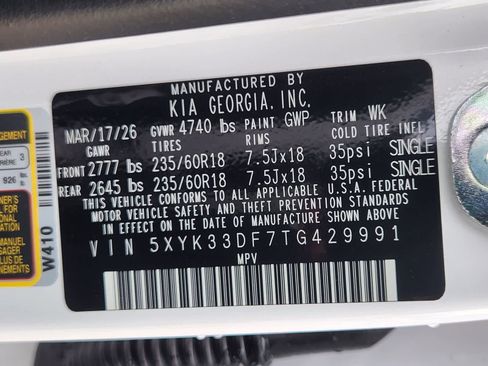 MANUFACTURED BY
KIA GEORGIA, INC.
MAR/17/26 GVWR 4740 lbs PAINT GWP TRIM WK
GAWR TIRES RIMS COLD TIRE INFL
FRONT 2777 lbs 235/60R18 7.5Jx18 35psi SINGLE
REAR 2645 lbs 235/60R18 7.5Jx18 35psi SINGLE
THIS VEHICLE CONFORMS TO ALL APPLICABLE U.S.A. FEDERAL
MOTOR VEHICLE SAFETY AND THEFT PREVENTION STANDARDS
IN EFFECT ON THE DATE OF MANUFACTURE SHOWN ABOVE.
VIN 5XYK33DF7TG429991
MPV
W410
EAR
3
926